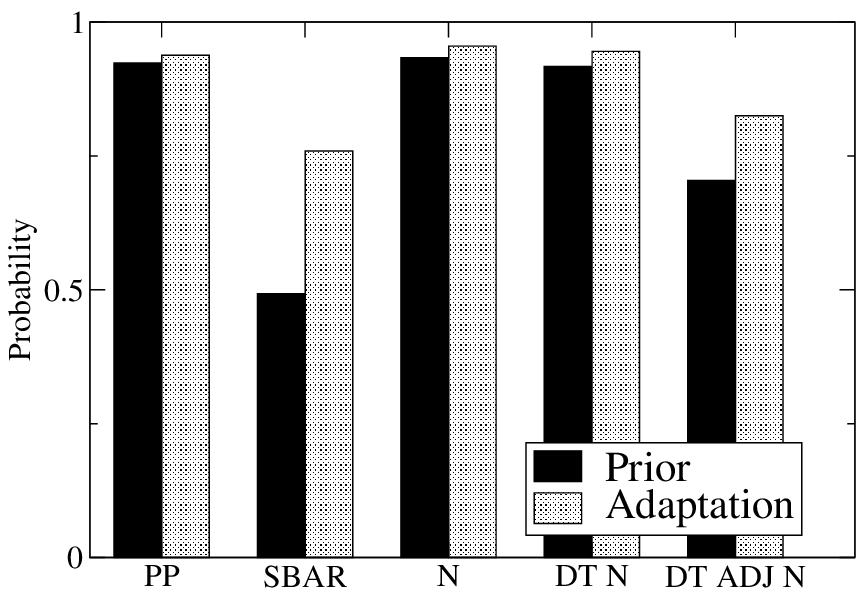 1
0.5
0
Probability
Prior
Adaptation
PP SBAR N DT N DT ADJ N